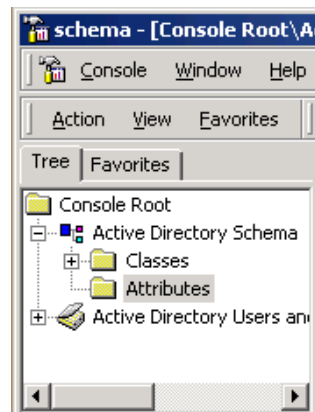 schema - [Console Root\A
Console Window Help
Action View Favorites
Tree Favorites
Console Root
Active Directory Schema
Classes
Attributes
Active Directory Users an